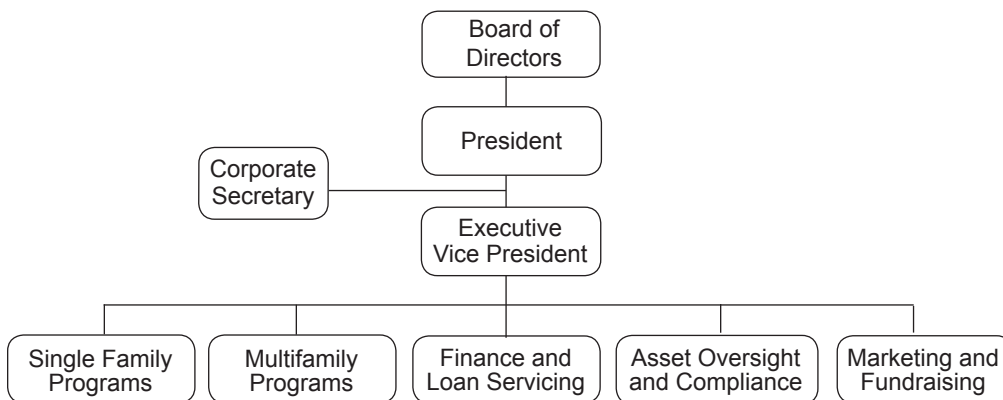 Board of
Directors
President
Corporate
Secretary
Executive
Vice President
Single Family
Programs
Multifamily
Programs
Finance and
Loan Servicing
Asset Oversight
and Compliance
Marketing and
Fundraising